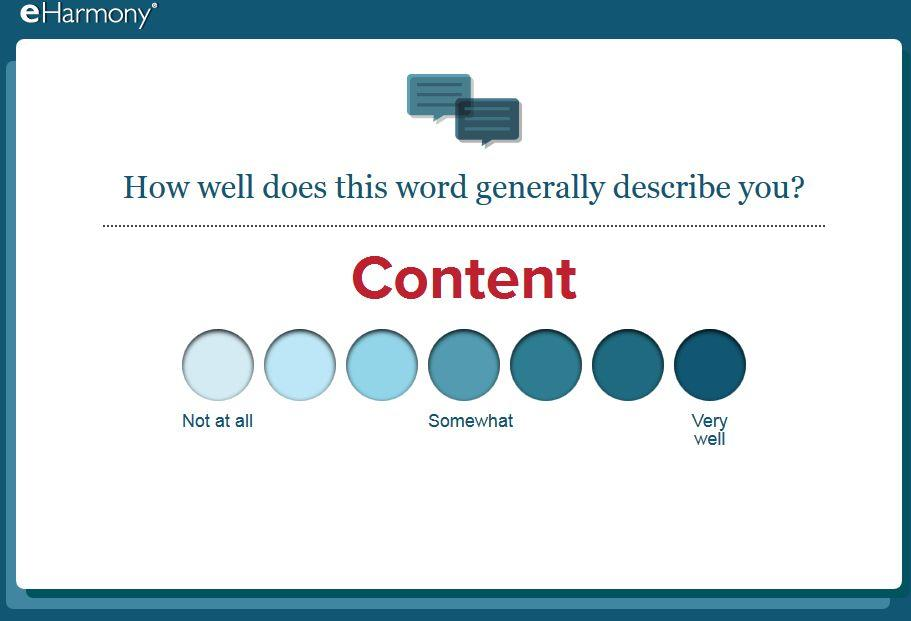 eHarmony®
How well does this word generally describe you?
Content
Not at all
Somewhat
Very
well